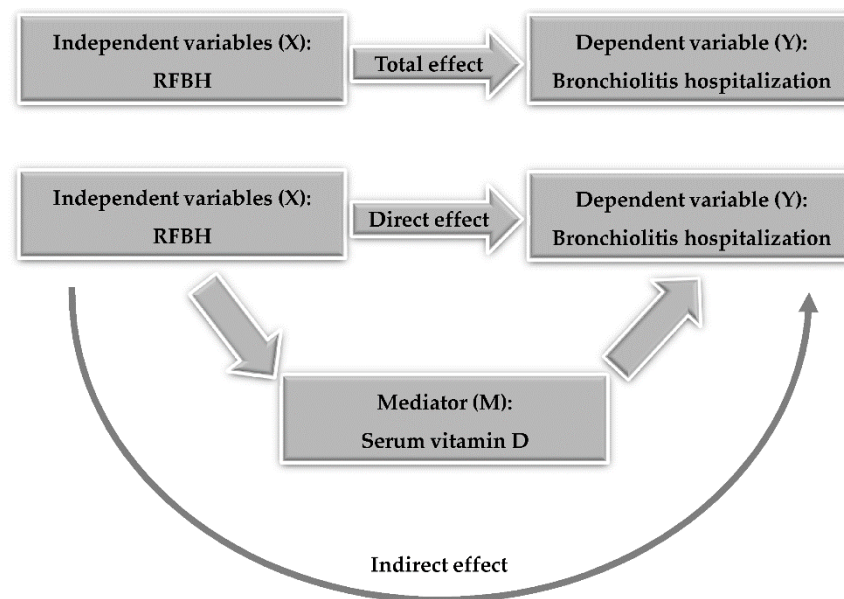 Independent variables (X):
RFBH
Total effect
Dependent variable (Y):
Bronchiolitis hospitalization
Independent variables (X):
RFBH
Direct effect
Dependent variable (Y):
Bronchiolitis hospitalization
Mediator (M):
Serum vitamin D
Indirect effect